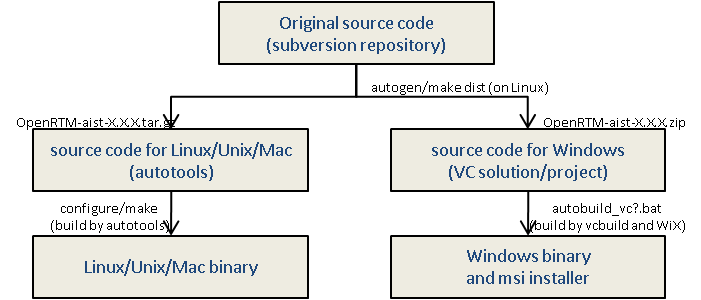 Original source code
(subversion repository)
autogen/make dist (on Linux)
OpenRTM-aist-X.X.X.tar.gz
OpenRTM-aist-X.X.X.zip
source code for Linux/Unix/Mac
(autotools)
source code for Windows
(VC solution/project)
configure/make
(build by autotools)
autobuild_vc?.bat
(build by vcbuild and WiX)
Linux/Unix/Mac binary
Windows binary
and msi installer